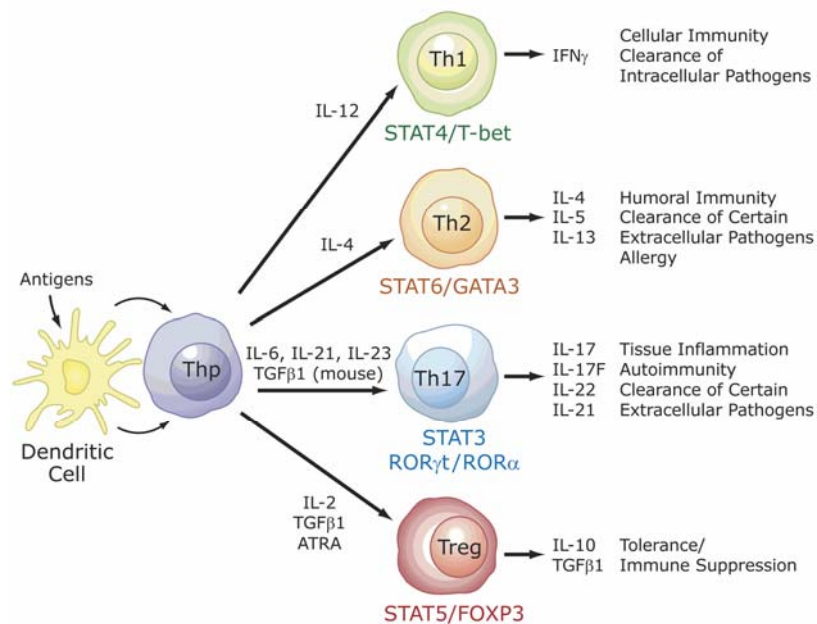 Antigens
Dendritic
Cell
Thp
IL-12
Th1
STAT4/T-bet
IFNγ
Cellular Immunity
Clearance of
Intracellular Pathogens
IL-4
Th2
STAT6/GATA3
IL-4 Humoral Immunity
IL-5 Clearance of Certain
IL-13 Extracellular Pathogens
Allergy
IL-6, IL-21, IL-23
TGFβ1 (mouse)
Th17
STAT3
RORγt/RORα
IL-17 Tissue Inflammation
IL-17F Autoimmunity
IL-22 Clearance of Certain
IL-21 Extracellular Pathogens
IL-2
TGFβ1
ATRA
Treg
STAT5/FOXP3
IL-10 Tolerance/
TGFβ1 Immune Suppression